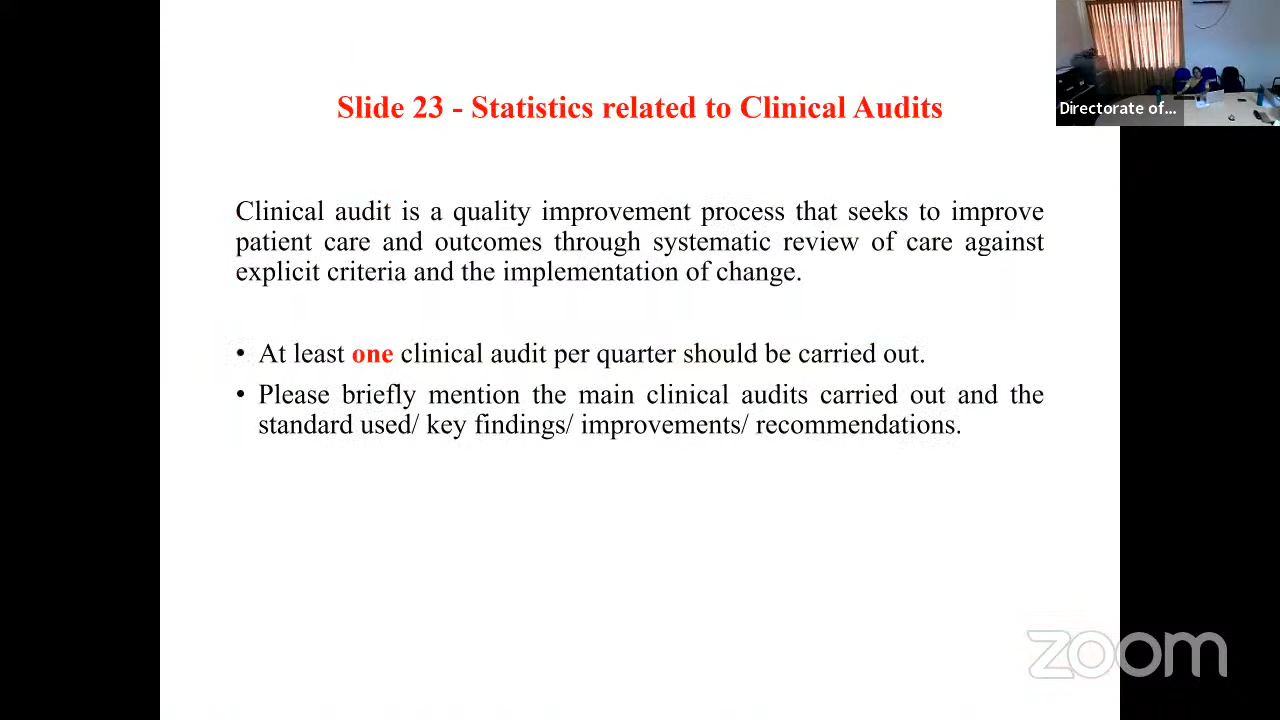 Directorate of...
Slide 23 - Statistics related to Clinical Audits
Clinical audit is a quality improvement process that seeks to improve
patient care and outcomes through systematic review of care against
explicit criteria and the implementation of change.
• At least one clinical audit per quarter should be carried out.
• Please briefly mention the main clinical audits carried out and the
standard used/ key findings/ improvements/ recommendations.
zoom